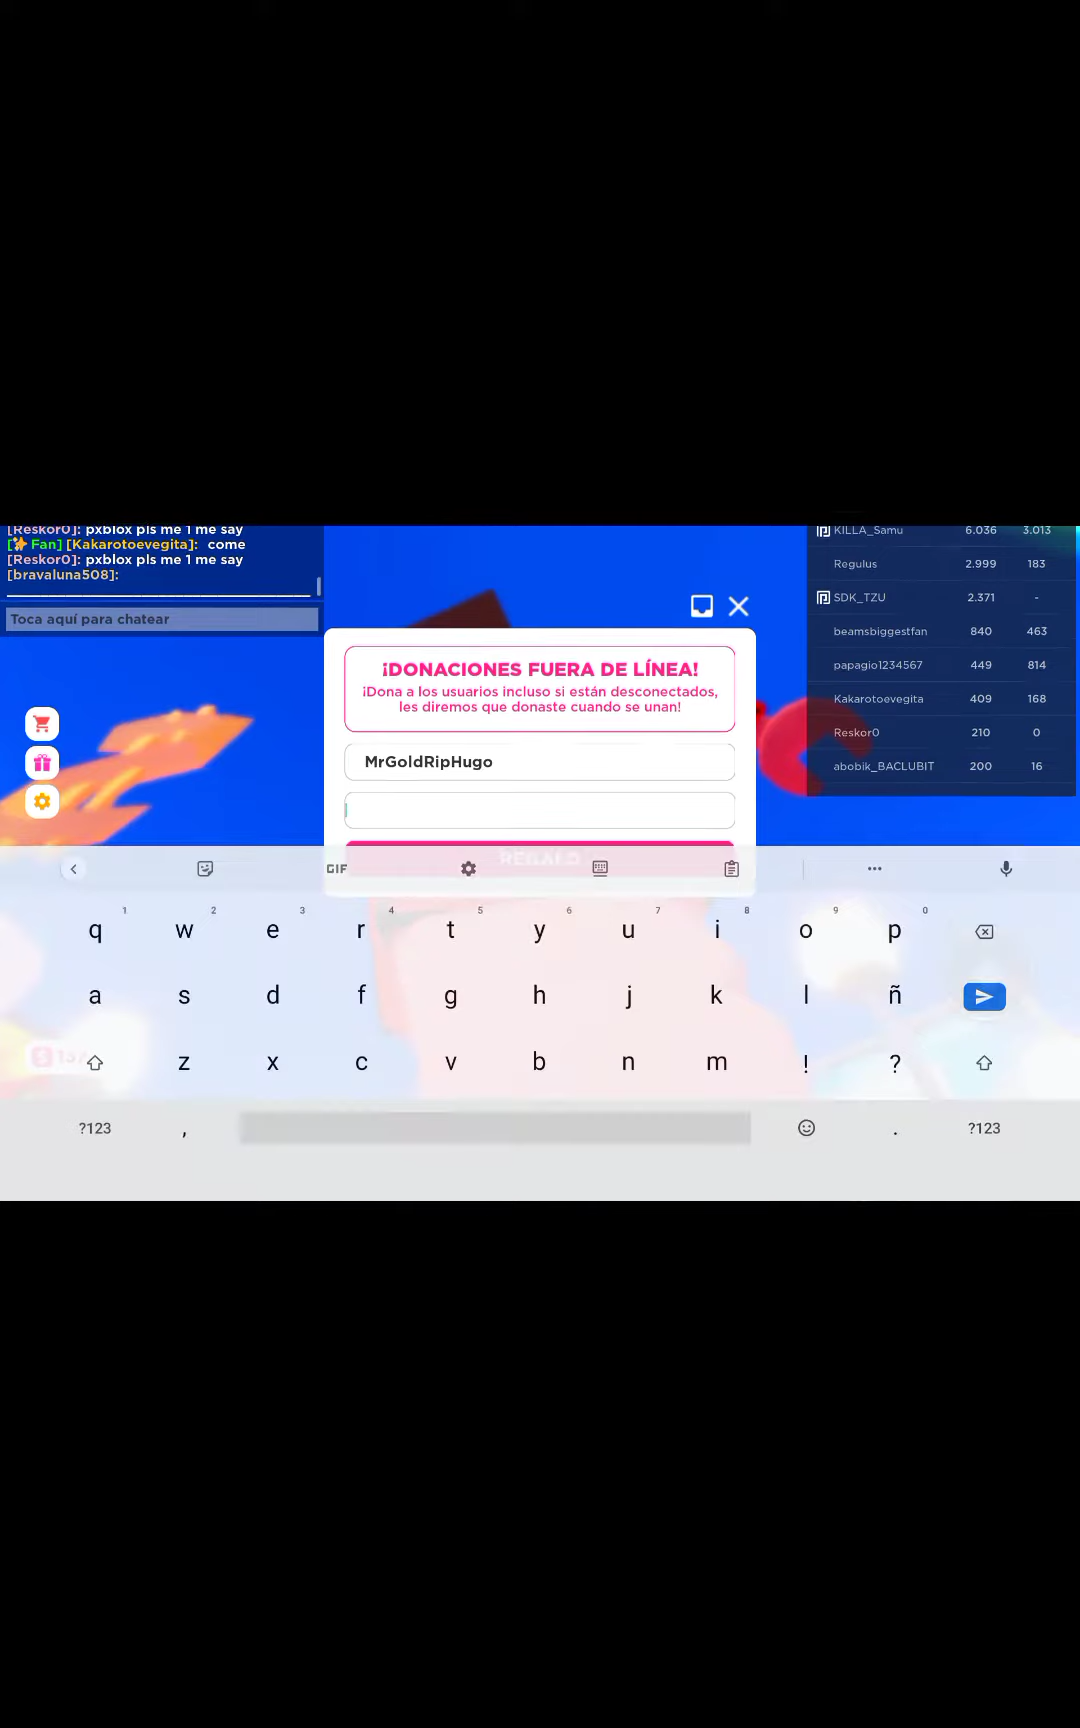 [Reskor0]: pxblox pls me 1 me say
[✨ Fan] [Kakarotoevegita]: come
[Reskor0]: pxblox pls me 1 me say
[bravaluna508]:
Toca aquí para chatear
KILLA_Samu 6.036 3.013
Regulus 2.999 183
SDK_TZU 2.371 -
beamsbiggestfan 840 463
papagio1234567 449 814
Kakarotoevegita 409 168
Reskor0 210 0
abobik_BACLUBIT 200 16
¡DONACIONES FUERA DE LÍNEA!
¡Dona a los usuarios incluso si están desconectados,
les diremos que donaste cuando se unan!
MrGoldRipHugo
REGALO
GIF
1 2 3 4 5 6 7 8 9 0
q w e r t y u i o p
a s d f g h j k l ñ
z x c v b n m ! ?
?123 , . ?123